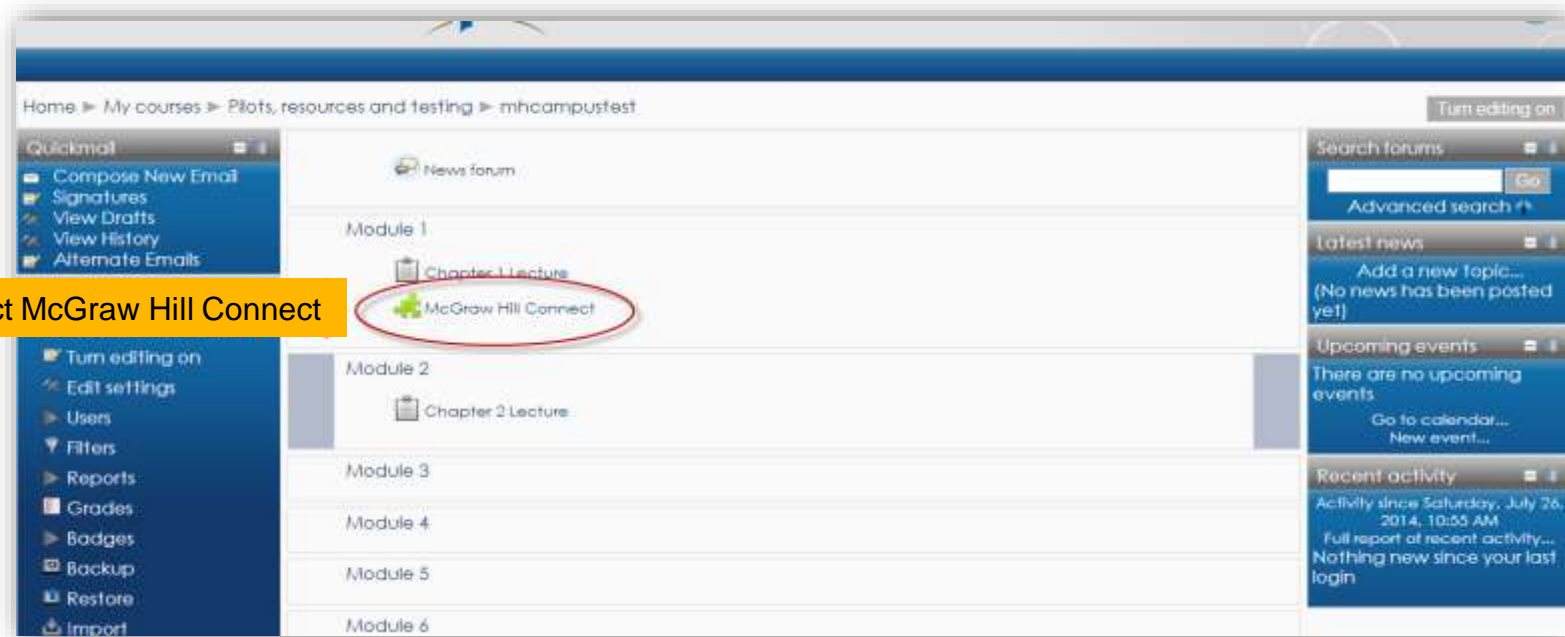 Home ► My courses ► Pilots, resources and testing ► mhcampustest
Turn editing on
Quickmail
Compose New Email
Signatures
View Drafts
View History
Alternate Emails
ct McGraw Hill Connect
Turn editing on
Edit settings
Users
Filters
Reports
Grades
Badges
Backup
Restore
Import
News forum
Module 1
Chapter 1 Lecture
McGraw Hill Connect
Module 2
Chapter 2 Lecture
Module 3
Module 4
Module 5
Module 6
Search forums
Go
Advanced search
Latest news
Add a new topic...
(No news has been posted
yet)
Upcoming events
There are no upcoming
events
Go to calendar...
New event...
Recent activity
Activity since Saturday, July 26,
2014, 10:55 AM
Full report of recent activity...
Nothing new since your last
login